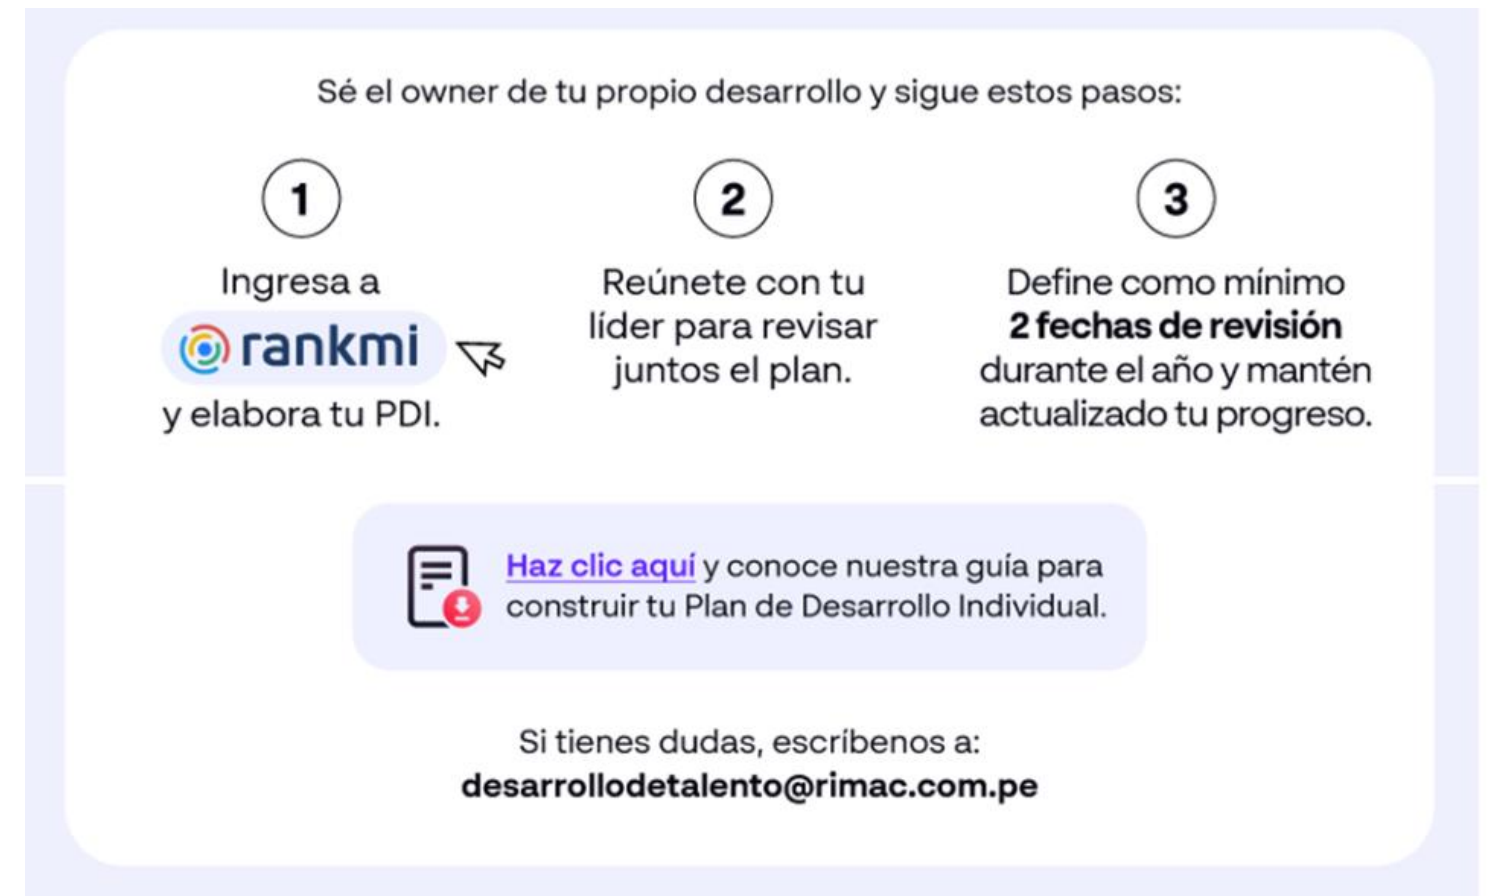 Sé el owner de tu propio desarrollo y sigue estos pasos:
1
Ingresa a
rankmi
y elabora tu PDI.
2
Reúnete con tu
líder para revisar
juntos el plan.
3
Define como mínimo
2 fechas de revisión
durante el año y mantén
actualizado tu progreso.
Haz clic aquí y conoce nuestra guía para
construir tu Plan de Desarrollo Individual.
Si tienes dudas, escríbenos a:
desarrollodetalento@rimac.com.pe